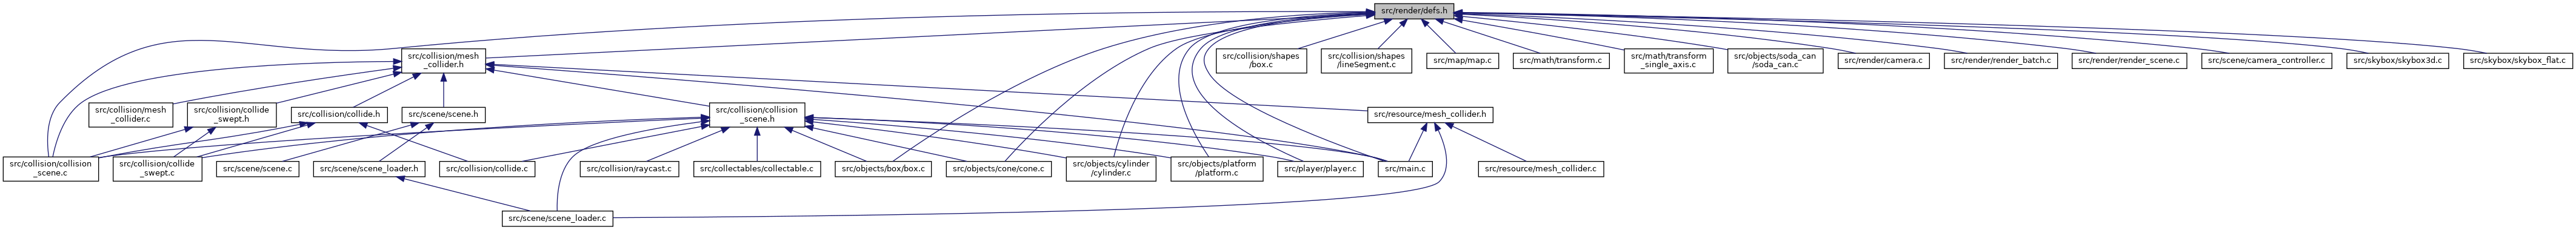 src/render/defs.h
src/collision/mesh
_collider.h
src/collision/shapes
/box.c
src/collision/shapes
/lineSegment.c
src/map/map.c
src/math/transform.c
src/math/transform
_single_axis.c
src/objects/soda_can
/soda_can.c
src/render/camera.c
src/render/render_batch.c
src/render/render_scene.c
src/scene/camera_controller.c
src/skybox/skybox3d.c
src/skybox/skybox_flat.c
src/collision/mesh
_collider.c
src/collision/collide
_swept.h
src/collision/collide.h
src/scene/scene.h
src/collision/collision
_scene.h
src/resource/mesh_collider.h
src/collision/collision
_scene.c
src/collision/collide
_swept.c
src/scene/scene.c
src/scene/scene_loader.h
src/collision/collide.c
src/collision/raycast.c
src/collectables/collectable.c
src/objects/box/box.c
src/objects/cone/cone.c
src/objects/cylinder
/cylinder.c
src/objects/platform
/platform.c
src/player/player.c
src/main.c
src/resource/mesh_collider.c
src/scene/scene_loader.c